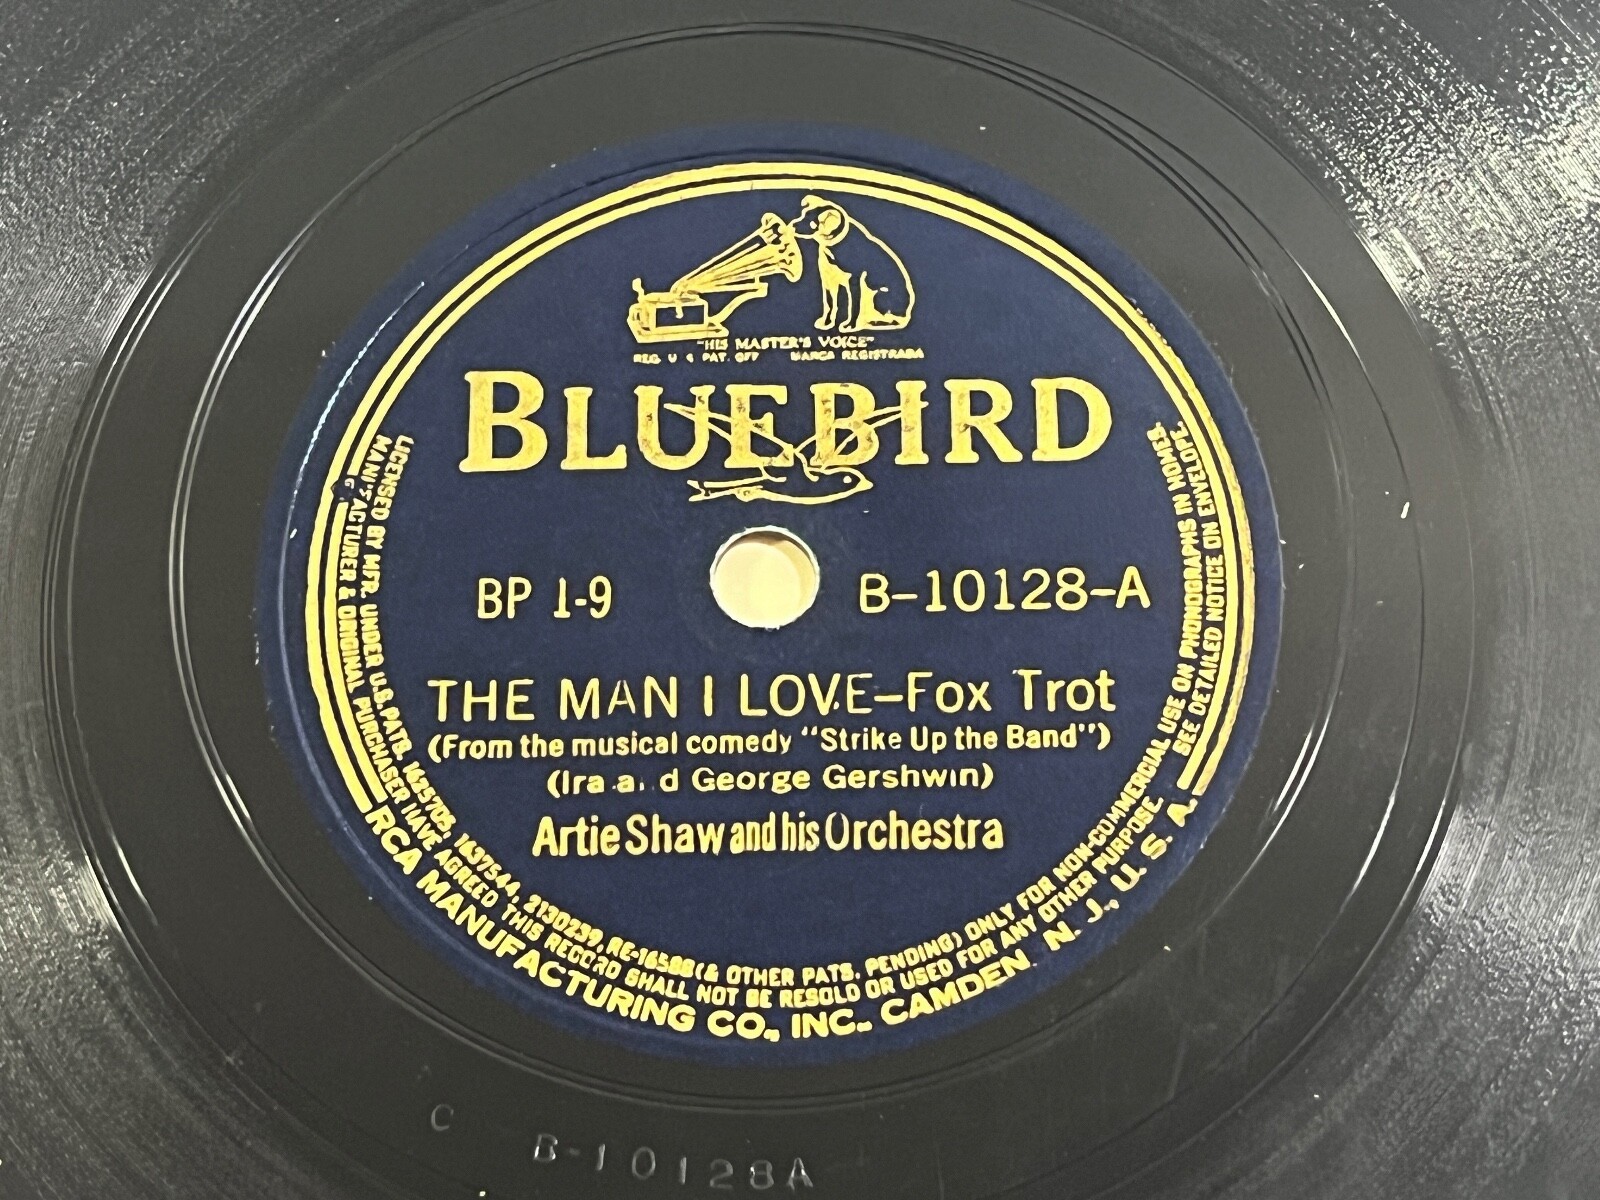 "HIS MASTER'S VOICE"
REG. U S PAT. OFF MARCA REGISTRADA
BLUEBIRD
BP 1-9 B-10128-A
THE MAN I LOVE-Fox Trot
(From the musical comedy "Strike Up the Band")
(Ira and George Gershwin)
Artie Shaw and his Orchestra
LICENSED BY MFR. UNDER U.S. PATS. 1625705, 1637544, 2130239, RE-16588 (& OTHER PATS. PENDING) ONLY FOR NON-COMMERCIAL USE ON PHONOGRAPHS IN HOMES.
MANUFACTURER & ORIGINAL PURCHASER HAVE AGREED THIS RECORD SHALL NOT BE RESOLD OR USED FOR ANY OTHER PURPOSE. SEE DETAILED NOTICE ON ENVELOPE.
RCA MANUFACTURING CO., INC., CAMDEN, N. J., U. S. A.
C B-10128A